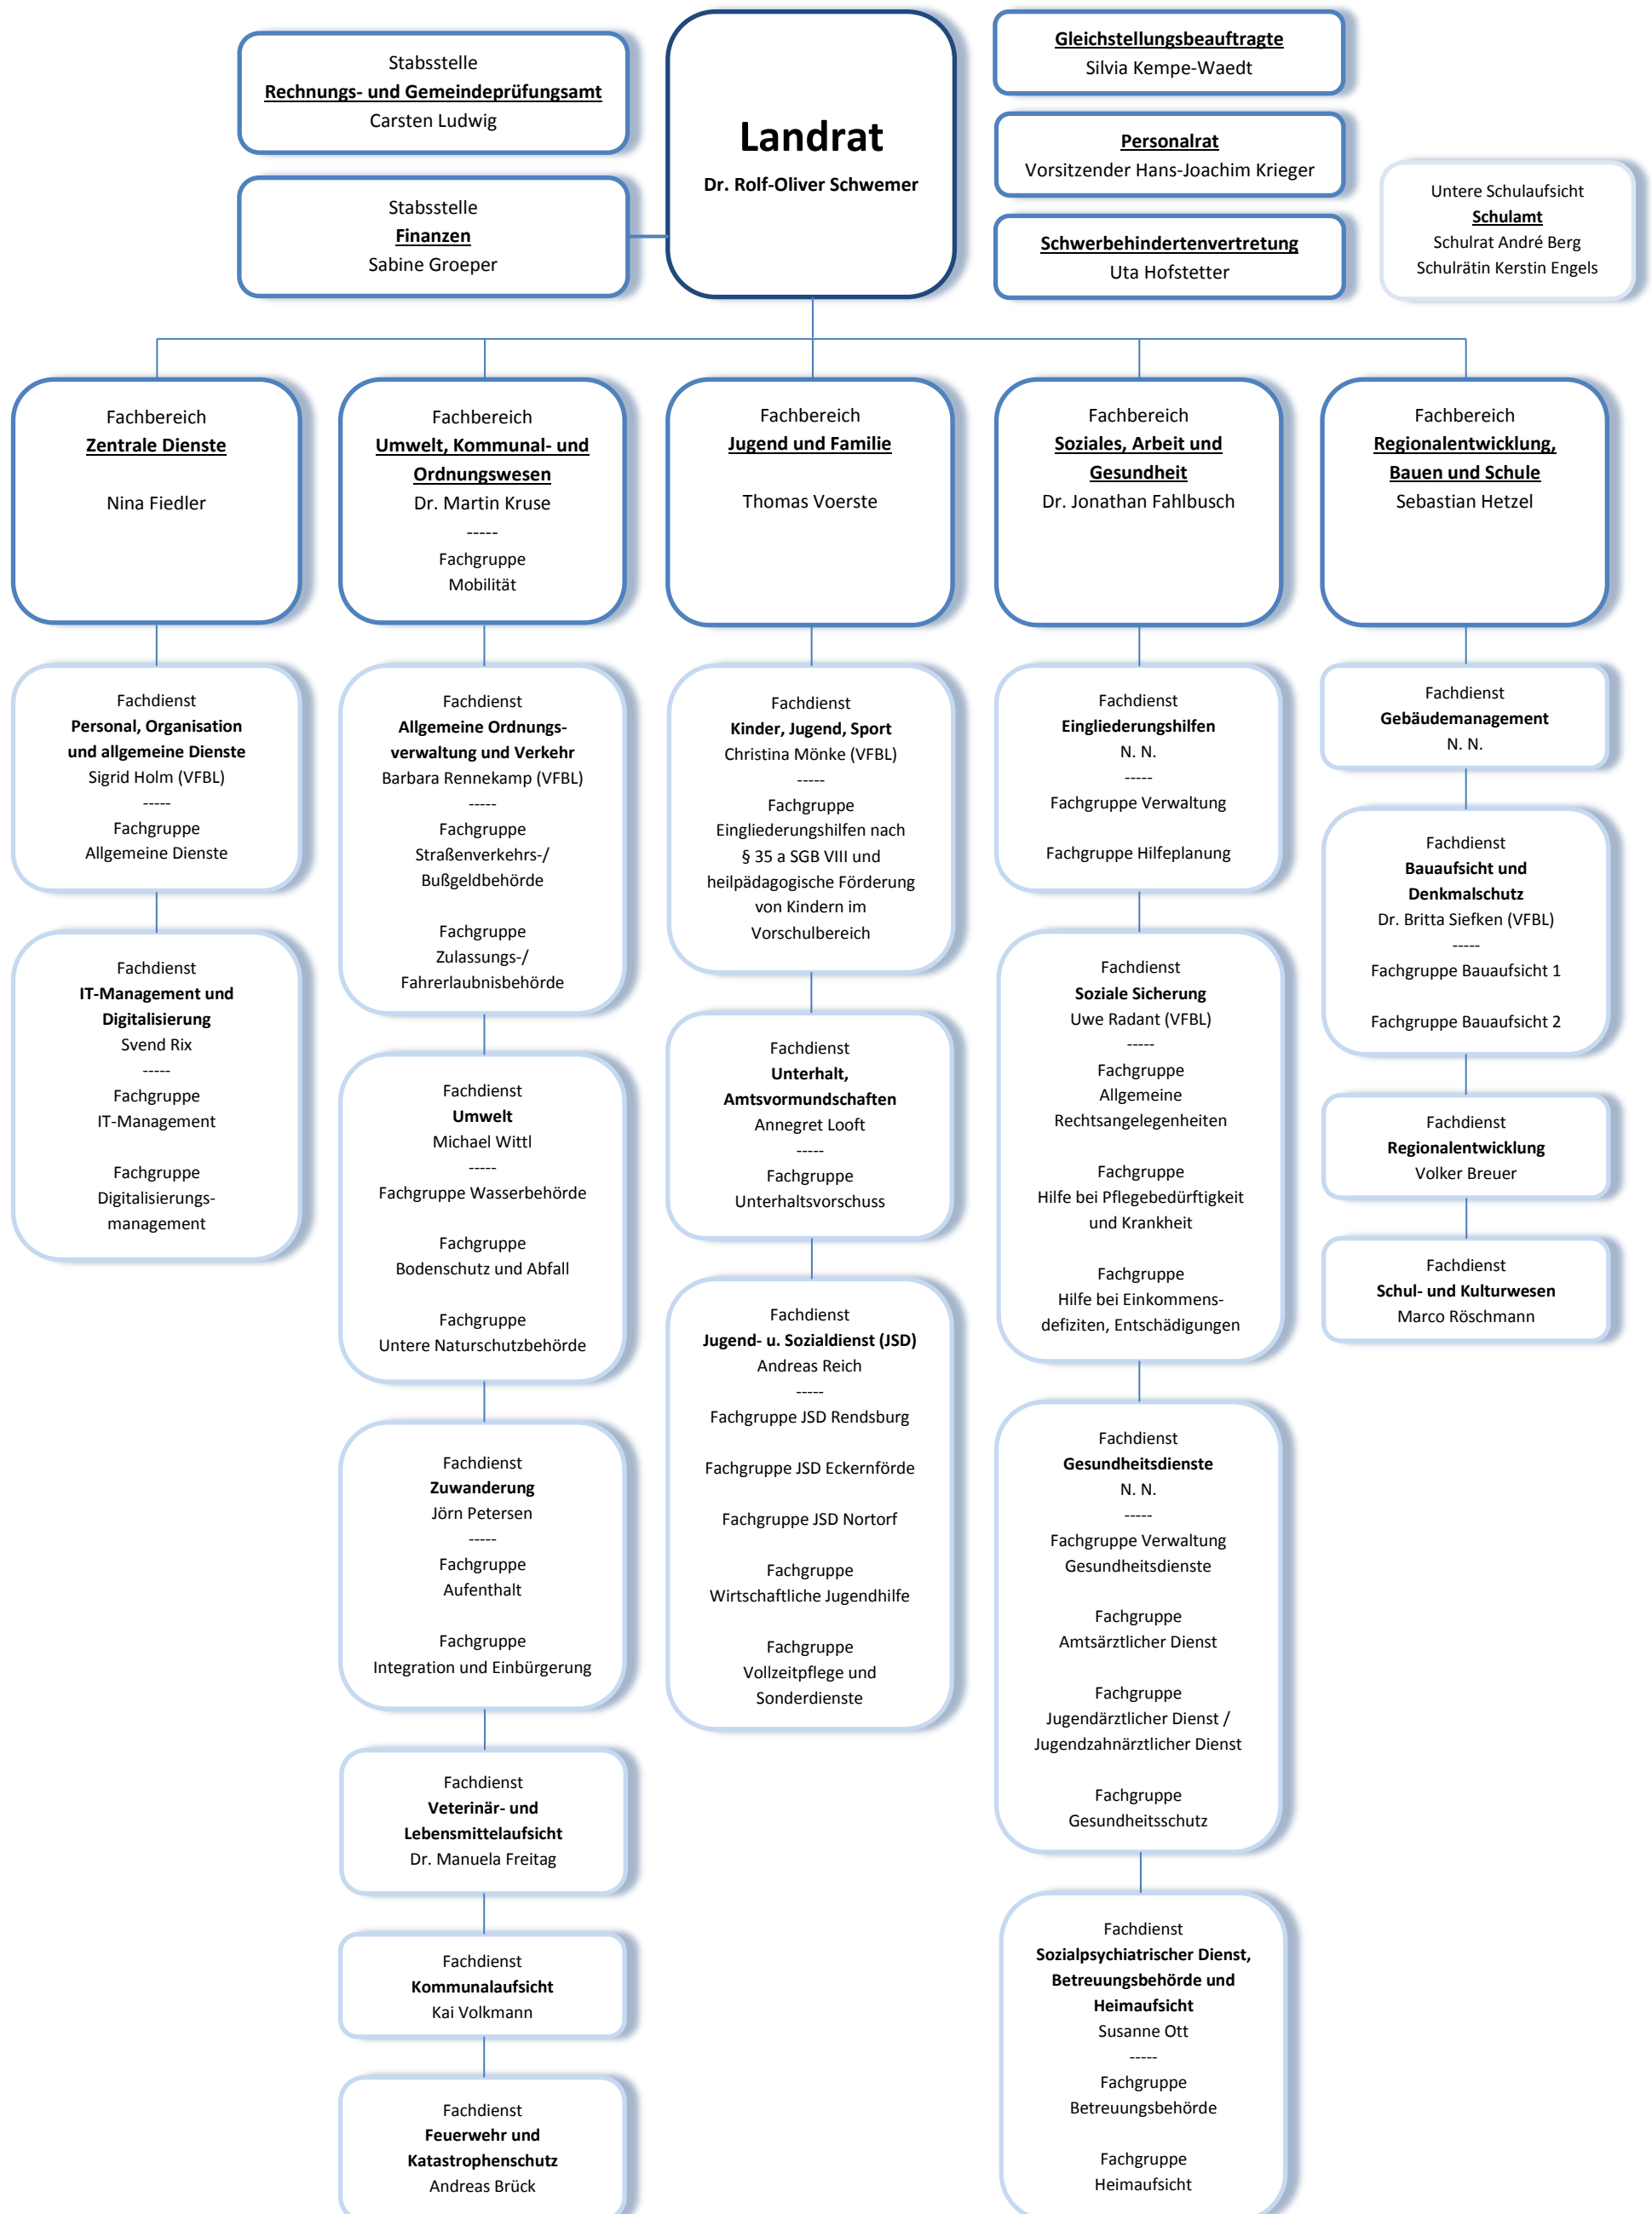 Stabsstelle
Rechnungs- und Gemeindeprüfungsamt
Carsten Ludwig
Stabsstelle
Finanzen
Sabine Groeper
Landrat
Dr. Rolf-Oliver Schwemer
Gleichstellungsbeauftragte
Silvia Kempe-Waedt
Personalrat
Vorsitzender Hans-Joachim Krieger
Schwerbehindertenvertretung
Uta Hofstetter
Untere Schulaufsicht
Schulamt
Schulrat André Berg
Schulrätin Kerstin Engels
Fachbereich
Zentrale Dienste
Nina Fiedler
Fachdienst
Personal, Organisation
und allgemeine Dienste
Sigrid Holm (VFBL)
-----
Fachgruppe
Allgemeine Dienste
Fachdienst
IT-Management und
Digitalisierung
Svend Rix
-----
Fachgruppe
IT-Management
Fachgruppe
Digitalisierungs-
management
Fachbereich
Umwelt, Kommunal- und
Ordnungswesen
Dr. Martin Kruse
-----
Fachgruppe
Mobilität
Fachdienst
Allgemeine Ordnungs-
verwaltung und Verkehr
Barbara Rennekamp (VFBL)
-----
Fachgruppe
Straßenverkehrs-/
Bußgeldbehörde
Fachgruppe
Zulassungs-/
Fahrerlaubnisbehörde
Fachdienst
Umwelt
Michael Wittl
-----
Fachgruppe Wasserbehörde
Fachgruppe
Bodenschutz und Abfall
Fachgruppe
Untere Naturschutzbehörde
Fachdienst
Zuwanderung
Jörn Petersen
-----
Fachgruppe
Aufenthalt
Fachgruppe
Integration und Einbürgerung
Fachdienst
Veterinär- und
Lebensmittelaufsicht
Dr. Manuela Freitag
Fachdienst
Kommunalaufsicht
Kai Volkmann
Fachdienst
Feuerwehr und
Katastrophenschutz
Andreas Brück
Fachbereich
Jugend und Familie
Thomas Voerste
Fachdienst
Kinder, Jugend, Sport
Christina Mönke (VFBL)
-----
Fachgruppe
Eingliederungshilfen nach
§ 35 a SGB VIII und
heilpädagogische Förderung
von Kindern im
Vorschulbereich
Fachdienst
Unterhalt,
Amtsvormundschaften
Annegret Looft
-----
Fachgruppe
Unterhaltsvorschuss
Fachdienst
Jugend- u. Sozialdienst (JSD)
Andreas Reich
-----
Fachgruppe JSD Rendsburg
Fachgruppe JSD Eckernförde
Fachgruppe JSD Nortorf
Fachgruppe
Wirtschaftliche Jugendhilfe
Fachgruppe
Vollzeitpflege und
Sonderdienste
Fachbereich
Soziales, Arbeit und
Gesundheit
Dr. Jonathan Fahlbusch
Fachdienst
Eingliederungshilfen
N. N.
-----
Fachgruppe Verwaltung
Fachgruppe Hilfeplanung
Fachdienst
Soziale Sicherung
Uwe Radant (VFBL)
-----
Fachgruppe
Allgemeine
Rechtsangelegenheiten
Fachgruppe
Hilfe bei Pflegebedürftigkeit
und Krankheit
Fachgruppe
Hilfe bei Einkommens-
defiziten, Entschädigungen
Fachdienst
Gesundheitsdienste
N. N.
-----
Fachgruppe Verwaltung
Gesundheitsdienste
Fachgruppe
Amtsärztlicher Dienst
Fachgruppe
Jugendärztlicher Dienst /
Jugendzahnärztlicher Dienst
Fachgruppe
Gesundheitsschutz
Fachdienst
Sozialpsychiatrischer Dienst,
Betreuungsbehörde und
Heimaufsicht
Susanne Ott
-----
Fachgruppe
Betreuungsbehörde
Fachgruppe
Heimaufsicht
Fachbereich
Regionalentwicklung,
Bauen und Schule
Sebastian Hetzel
Fachdienst
Gebäudemanagement
N. N.
Fachdienst
Bauaufsicht und
Denkmalschutz
Dr. Britta Siefken (VFBL)
-----
Fachgruppe Bauaufsicht 1
Fachgruppe Bauaufsicht 2
Fachdienst
Regionalentwicklung
Volker Breuer
Fachdienst
Schul- und Kulturwesen
Marco Röschmann